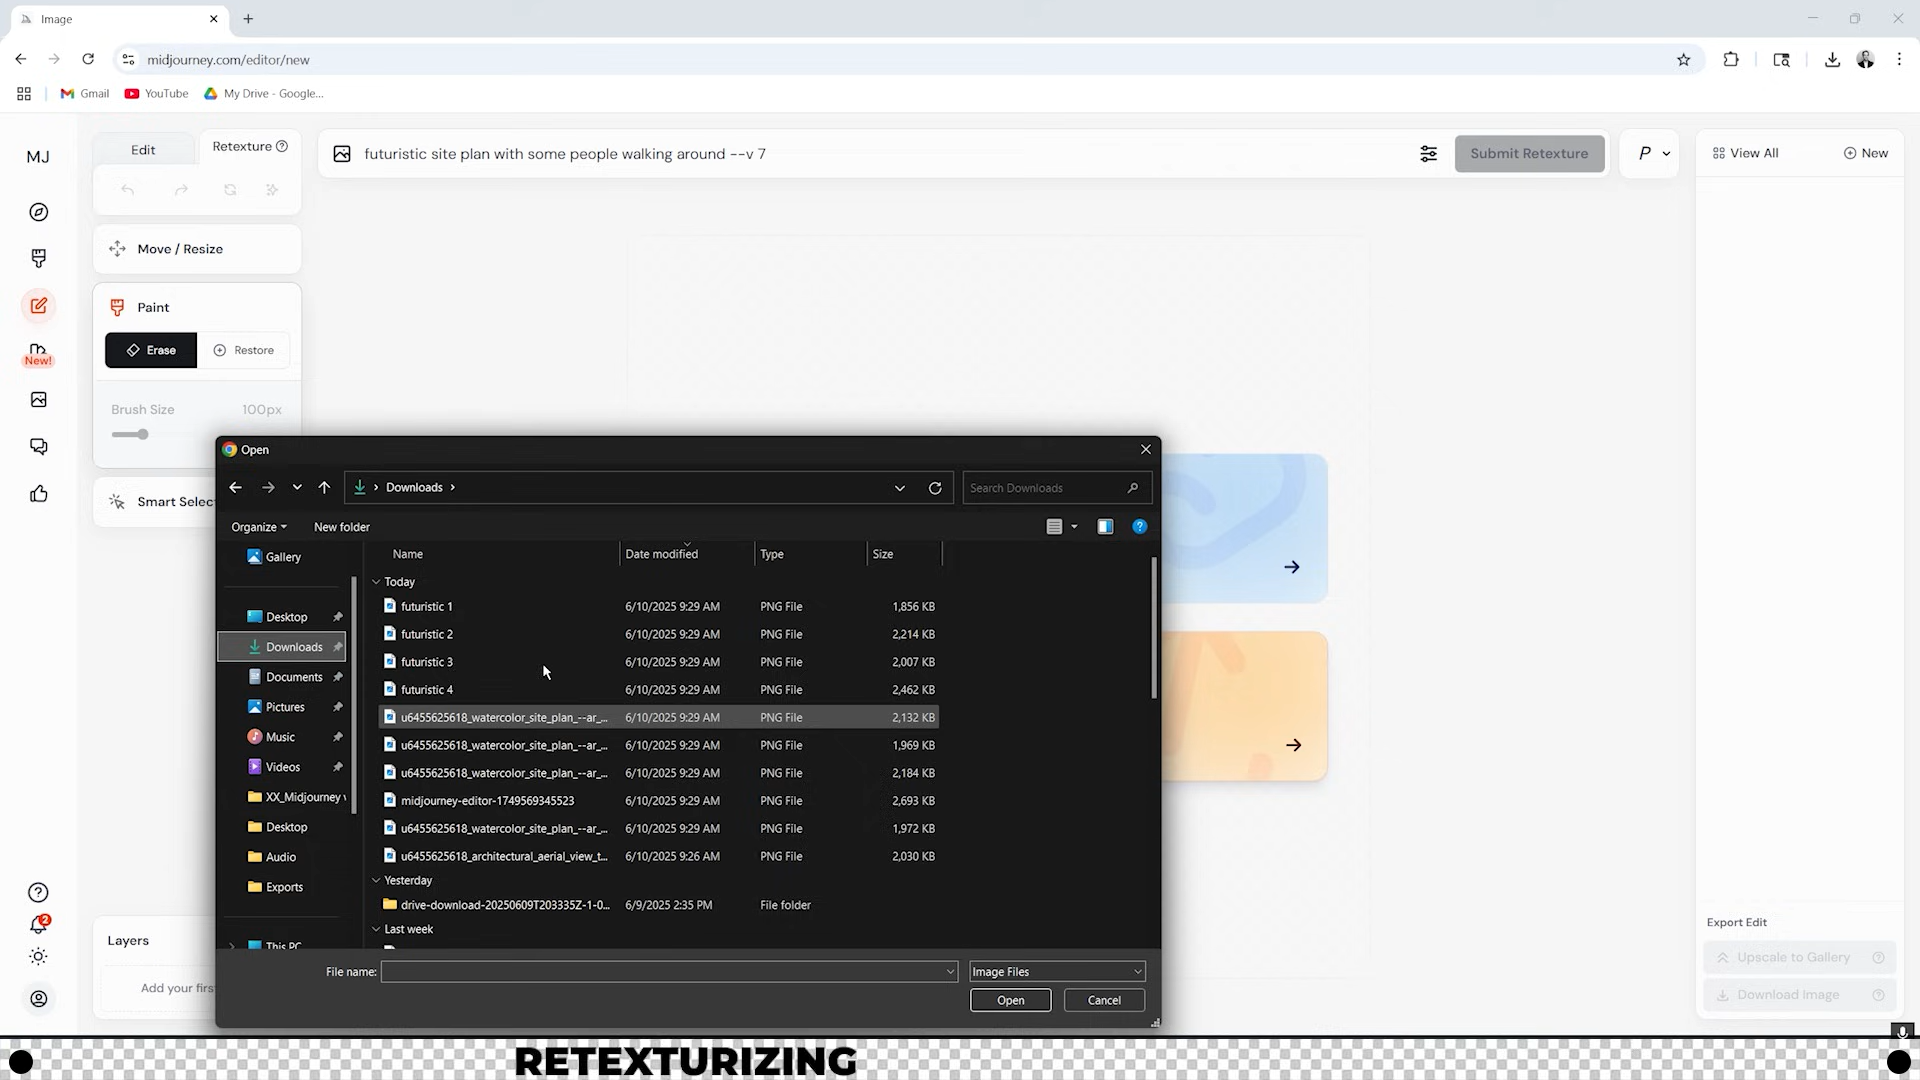 Image
midjourney.com/editor/new
Gmail
YouTube
My Drive - Google...
MJ
New!
2
Edit
Retexture
futuristic site plan with some people walking around --v 7
Submit Retexture
P
View All
New
Move / Resize
Paint
Erase
Restore
Brush Size 100px
Smart Selec
Layers
Add your firs
Open
Downloads
Search Downloads
Organize
New folder
Gallery
Desktop
Downloads
Documents
Pictures
Music
Videos
XX_Midjourney
Desktop
Audio
Exports
This PC
Name Date modified Type Size
Today
futuristic 1 6/10/2025 9:29 AM PNG File 1,856 KB
futuristic 2 6/10/2025 9:29 AM PNG File 2,214 KB
futuristic 3 6/10/2025 9:29 AM PNG File 2,007 KB
futuristic 4 6/10/2025 9:29 AM PNG File 2,462 KB
u6455625618_watercolor_site_plan_--ar_... 6/10/2025 9:29 AM PNG File 2,132 KB
u6455625618_watercolor_site_plan_--ar_... 6/10/2025 9:29 AM PNG File 1,969 KB
u6455625618_watercolor_site_plan_--ar_... 6/10/2025 9:29 AM PNG File 2,184 KB
midjourney-editor-1749569345523 6/10/2025 9:29 AM PNG File 2,693 KB
u6455625618_watercolor_site_plan_--ar_... 6/10/2025 9:29 AM PNG File 1,972 KB
u6455625618_architectural_aerial_view_t... 6/10/2025 9:26 AM PNG File 2,030 KB
Yesterday
drive-download-20250609T203335Z-1-0... 6/9/2025 2:35 PM File folder
Last week
File name:
Image Files
Open
Cancel
Export Edit
Upscale to Gallery
Download Image
RETEXTURIZING